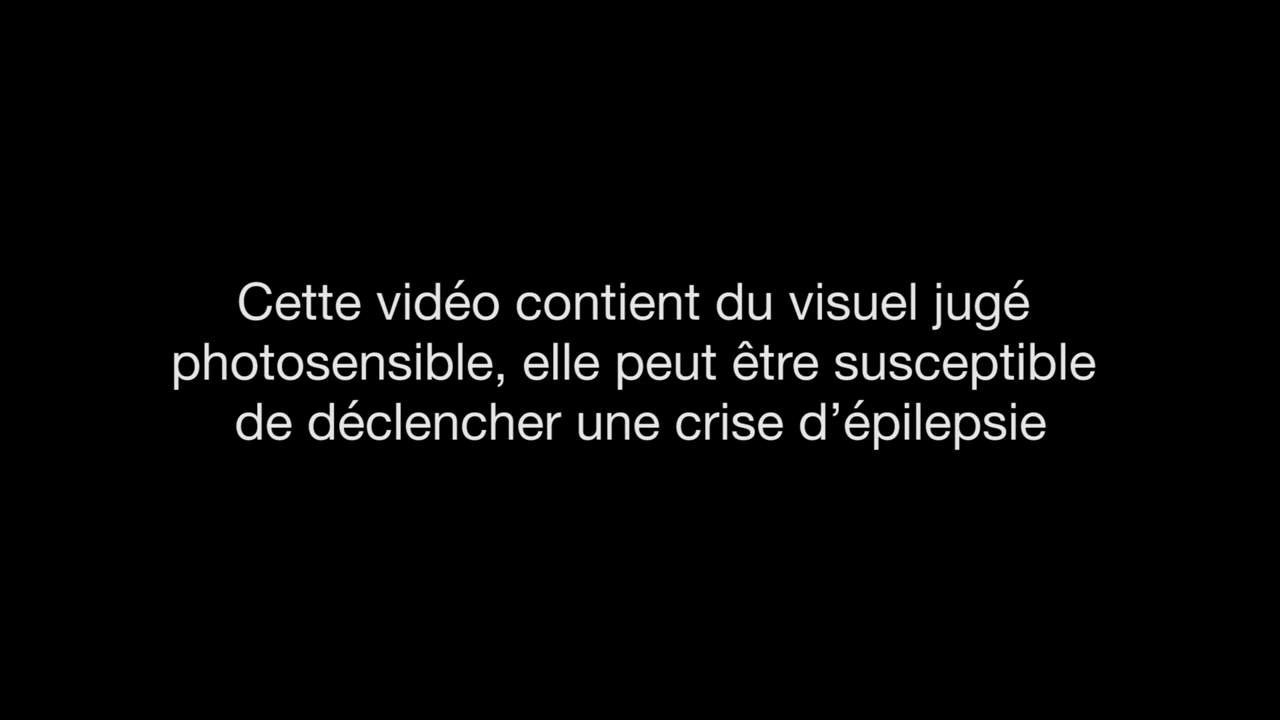 Cette vidéo contient du visuel jugé
photosensible, elle peut être susceptible
de déclencher une crise d’épilepsie